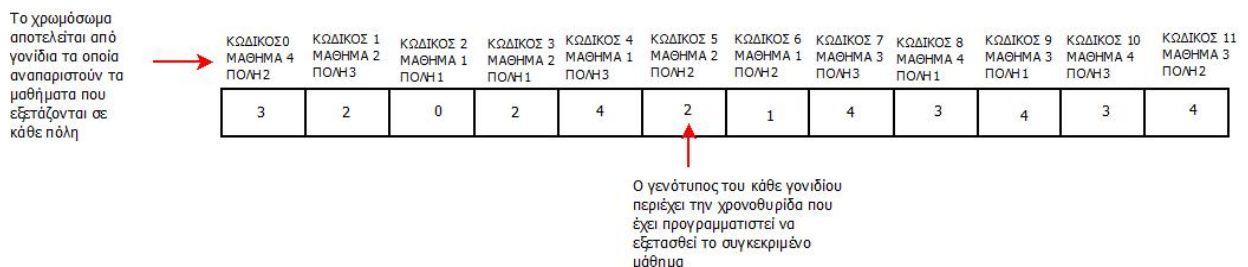 Το χρωμόσωμα
αποτελείται από
γονίδια τα οποία
αναπαριστούν τα
μαθήματα που
εξετάζονται σε
κάθε πόλη
ΚΩΔΙΚΟΣ0
ΜΑΘΗΜΑ 4
ΠΟΛΗ2
ΚΩΔΙΚΟΣ 1
ΜΑΘΗΜΑ 2
ΠΟΛΗ3
ΚΩΔΙΚΟΣ 2
ΜΑΘΗΜΑ 1
ΠΟΛΗ1
ΚΩΔΙΚΟΣ 3
ΜΑΘΗΜΑ 2
ΠΟΛΗ1
ΚΩΔΙΚΟΣ 4
ΜΑΘΗΜΑ 1
ΠΟΛΗ3
ΚΩΔΙΚΟΣ 5
ΜΑΘΗΜΑ 2
ΠΟΛΗ2
ΚΩΔΙΚΟΣ 6
ΜΑΘΗΜΑ 1
ΠΟΛΗ2
ΚΩΔΙΚΟΣ 7
ΜΑΘΗΜΑ 3
ΠΟΛΗ3
ΚΩΔΙΚΟΣ 8
ΜΑΘΗΜΑ 4
ΠΟΛΗ1
ΚΩΔΙΚΟΣ 9
ΜΑΘΗΜΑ 3
ΠΟΛΗ1
ΚΩΔΙΚΟΣ 10
ΜΑΘΗΜΑ 4
ΠΟΛΗ3
ΚΩΔΙΚΟΣ 11
ΜΑΘΗΜΑ 3
ΠΟΛΗ2
3 2 0 2 4 2 1 4 3 4 3 4
Ο γενότυπος του κάθε γονιδίου
περιέχει την χρονοθυρίδα που
έχει προγραμματιστεί να
εξετασθεί το συγκεκριμένο
μάθημα